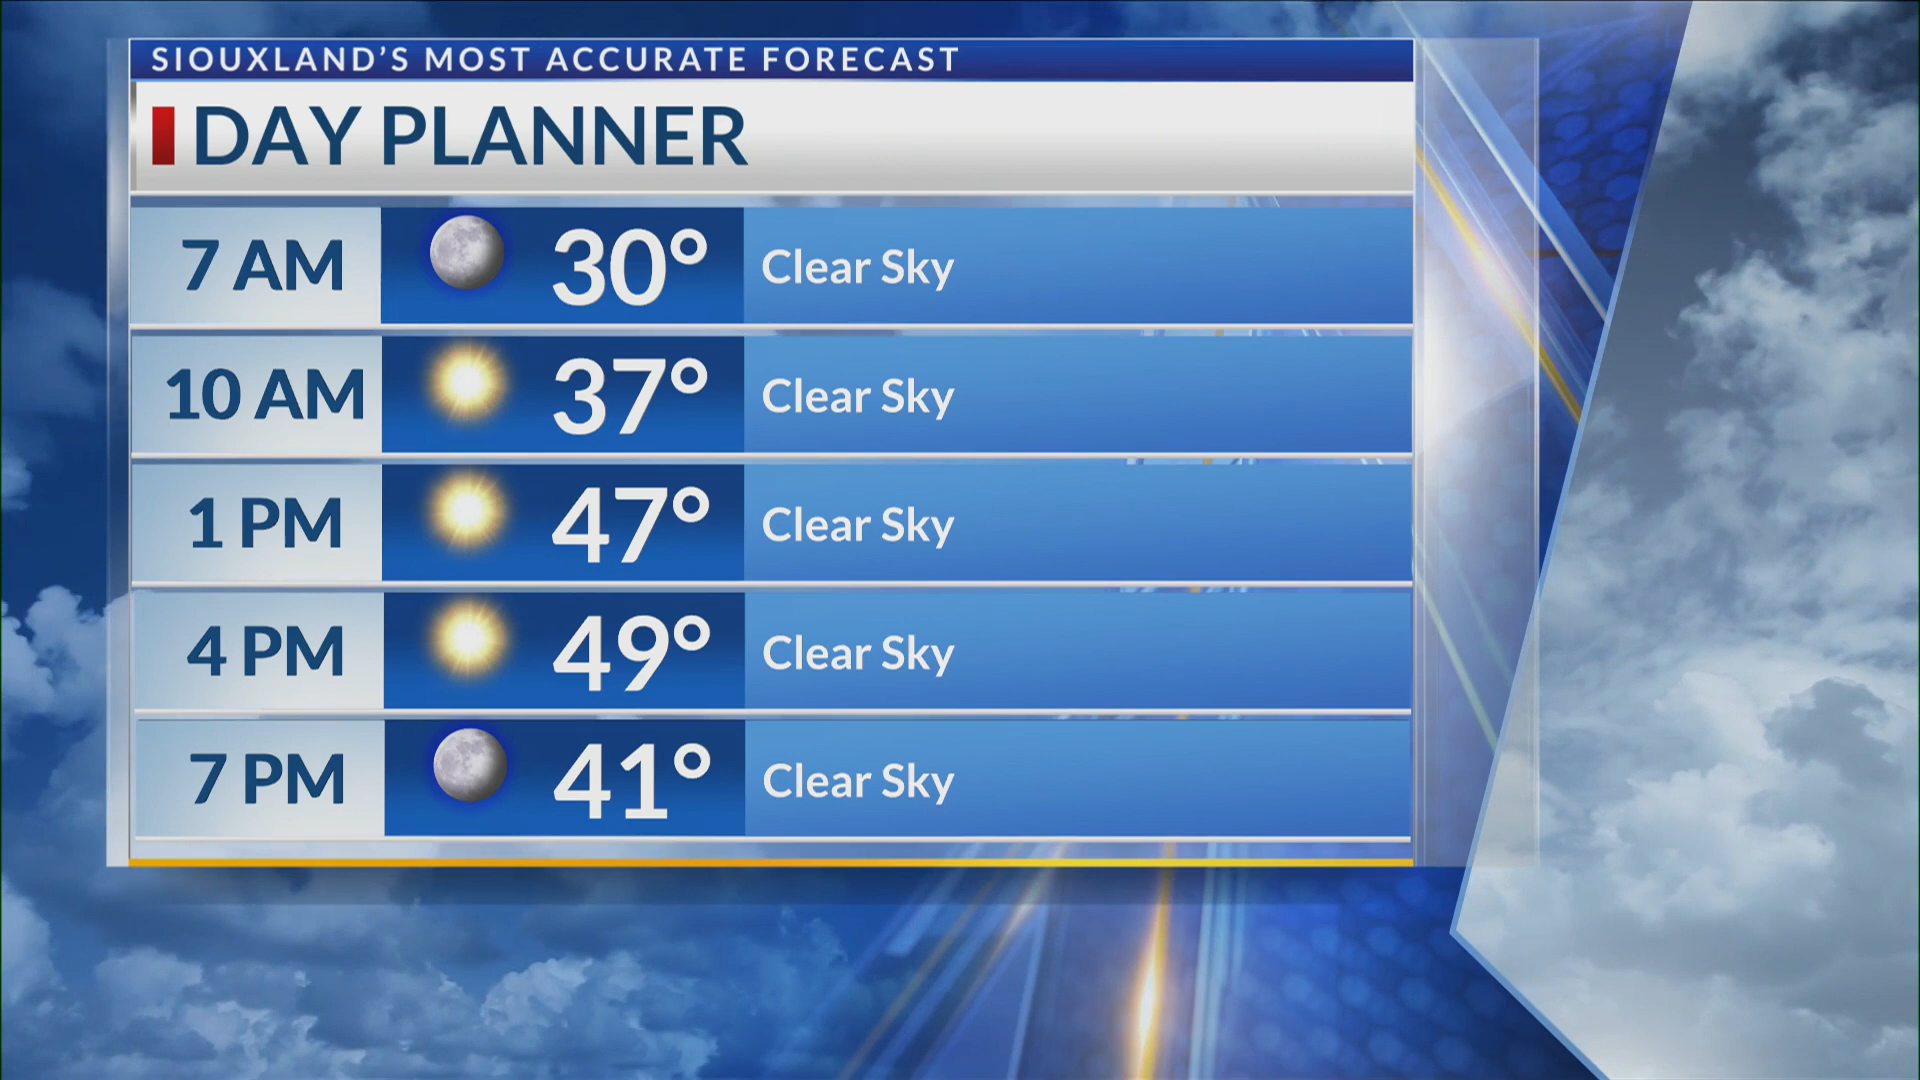 SIOUXLAND'S MOST ACCURATE FORECAST
DAY PLANNER
7 AM 30° Clear Sky
10 AM 37° Clear Sky
1 PM 47° Clear Sky
4 PM 49° Clear Sky
7 PM 41° Clear Sky